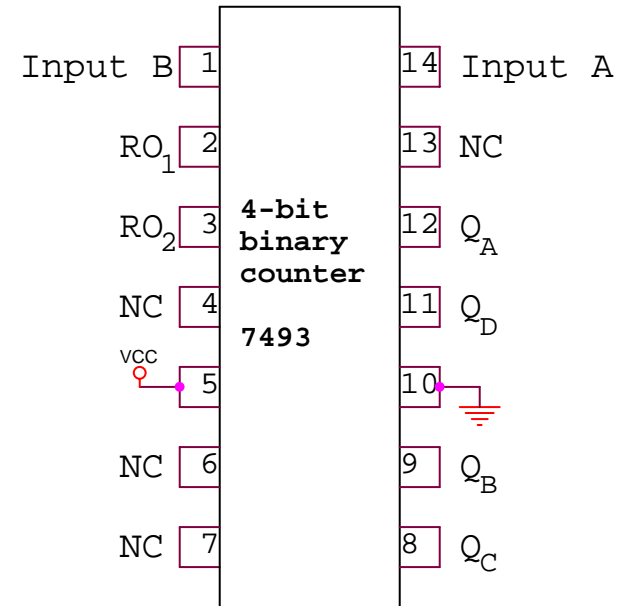 Input B 1 14 Input A
RO1 2 13 NC
RO2 3 12 QA
4-bit
binary
counter
NC 4 11 QD
7493
VCC
5 10
NC 6 9 QB
NC 7 8 QC